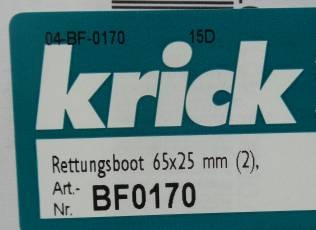 04-BF-0170 15D
krick
Rettungsboot 65x25 mm (2),
Art.-
Nr. BF0170